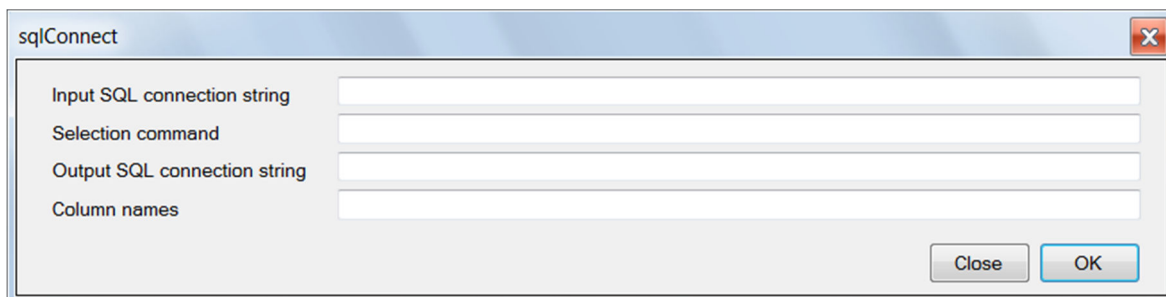 sqlConnect
Input SQL connection string
Selection command
Output SQL connection string
Column names
Close OK